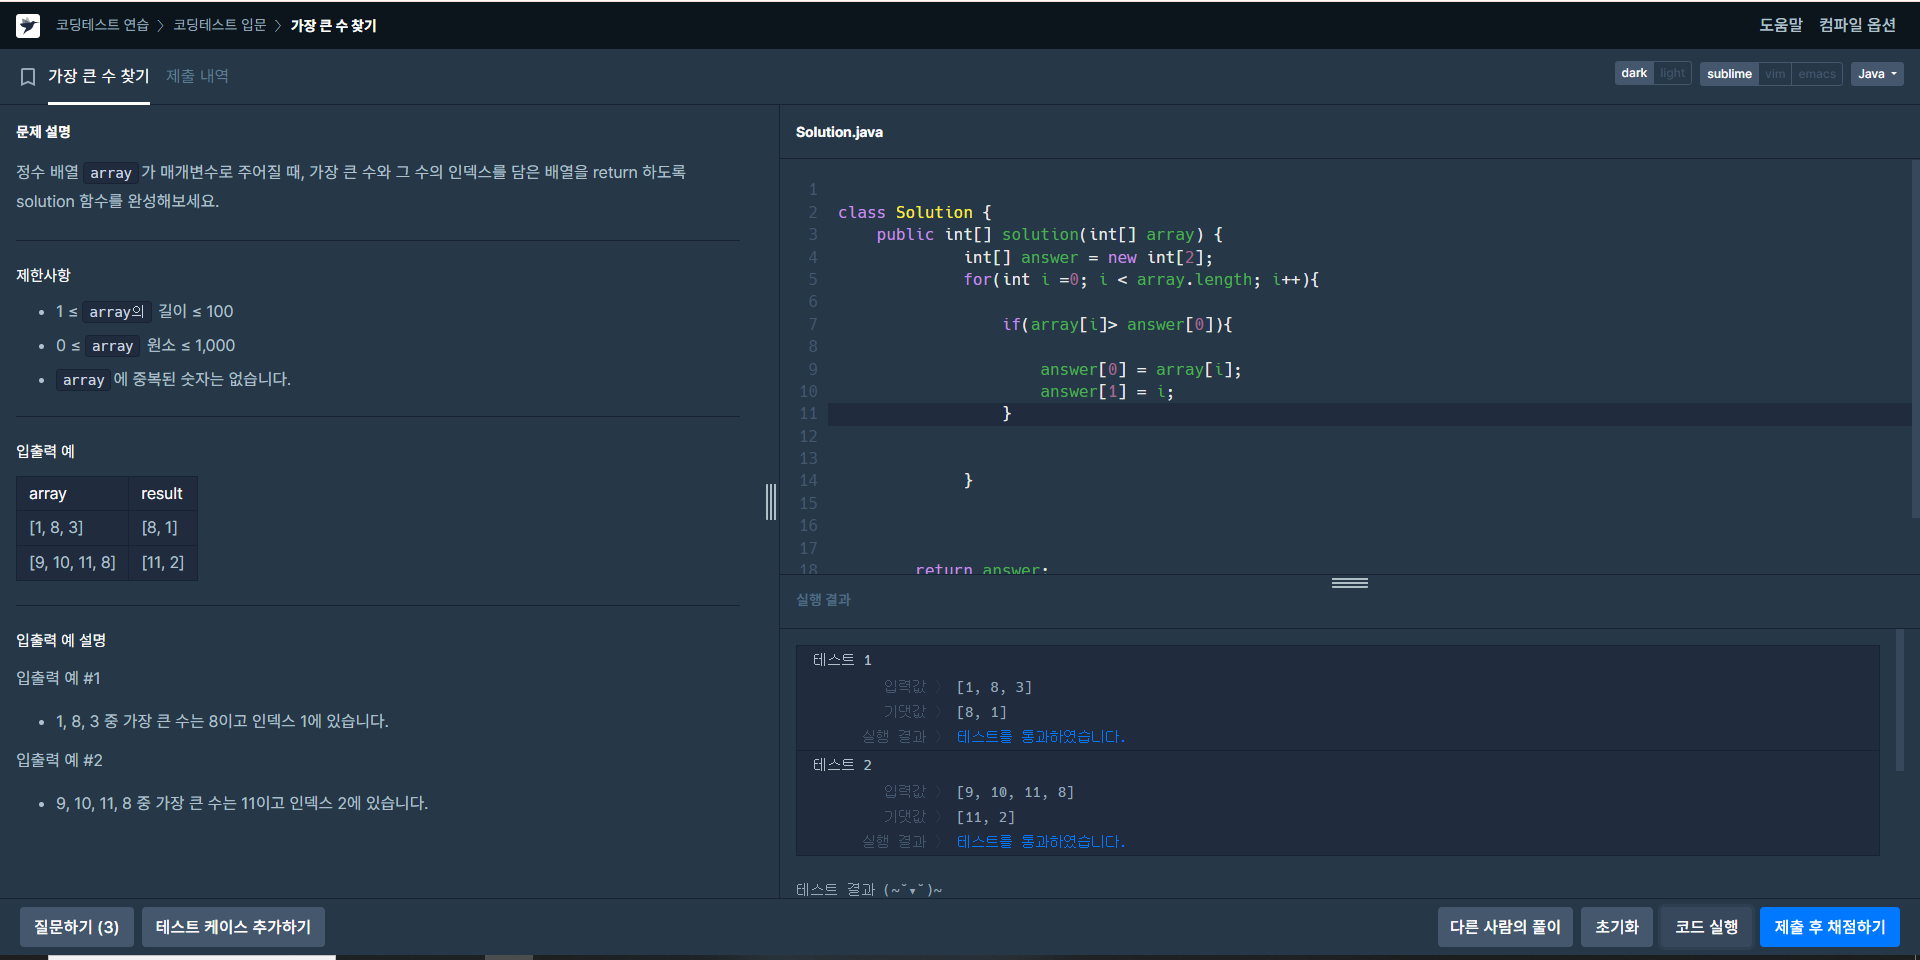 코딩테스트 연습 > 코딩테스트 입문 > 가장 큰 수 찾기
도움말 컴파일 옵션
가장 큰 수 찾기 제출 내역
dark light sublime vim emacs Java
문제 설명
정수 배열 array가 매개변수로 주어질 때, 가장 큰 수와 그 수의 인덱스를 담은 배열을 return 하도록
solution 함수를 완성해보세요.
제한사항
• 1 ≤ array의 길이 ≤ 100
• 0 ≤ array 원소 ≤ 1,000
• array에 중복된 숫자는 없습니다.
입출력 예
array result
[1, 8, 3] [8, 1]
[9, 10, 11, 8] [11, 2]
입출력 예 설명
입출력 예 #1
• 1, 8, 3 중 가장 큰 수는 8이고 인덱스 1에 있습니다.
입출력 예 #2
• 9, 10, 11, 8 중 가장 큰 수는 11이고 인덱스 2에 있습니다.
Solution.java
1
2 class Solution {
3 public int[] solution(int[] array) {
4 int[] answer = new int[2];
5 for(int i =0; i < array.length; i++){
6
7 if(array[i]> answer[0]){
8
9 answer[0] = array[i];
10 answer[1] = i;
11 }
12
13
14 }
15
16
17
18 return answer;
실행 결과
테스트 1
입력값 > [1, 8, 3]
기댓값 > [8, 1]
실행 결과 > 테스트를 통과하였습니다.
테스트 2
입력값 > [9, 10, 11, 8]
기댓값 > [11, 2]
실행 결과 > 테스트를 통과하였습니다.
테스트 결과 (~˘▾˘)~
질문하기 (3) 테스트 케이스 추가하기
다른 사람의 풀이 초기화 코드 실행 제출 후 채점하기